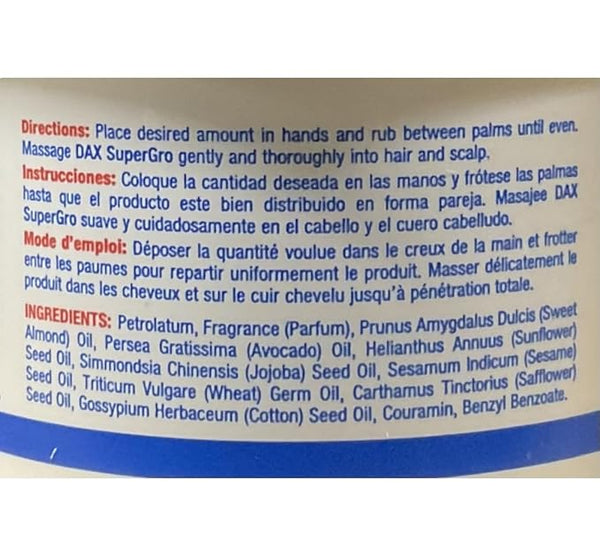 Directions: Place desired amount in hands and rub between palms until even.
Massage DAX SuperGro gently and thoroughly into hair and scalp.
Instrucciones: Coloque la cantidad deseada en las manos y frótese las palmas
hasta que el producto este bien distribuido en forma pareja. Masajee DAX
SuperGro suave y cuidadosamente en el cabello y el cuero cabelludo.
Mode d'emploi: Déposer la quantité voulue dans le creux de la main et frotter
entre les paumes pour repartir uniformement le produit. Masser délicatement le
produit dans les cheveux et sur le cuir chevelu jusqu'à pénétration totale.
INGREDIENTS: Petrolatum, Fragrance (Parfum), Prunus Amygdalus Dulcis (Sweet
Almond) Oil, Persea Gratissima (Avocado) Oil, Helianthus Annuus (Sunflower)
Seed Oil, Simmondsia Chinensis (Jojoba) Seed Oil, Sesamum Indicum (Sesame)
Seed Oil, Triticum Vulgare (Wheat) Germ Oil, Carthamus Tinctorius (Safflower)
Seed Oil, Gossypium Herbaceum (Cotton) Seed Oil, Couramin, Benzyl Benzoate.